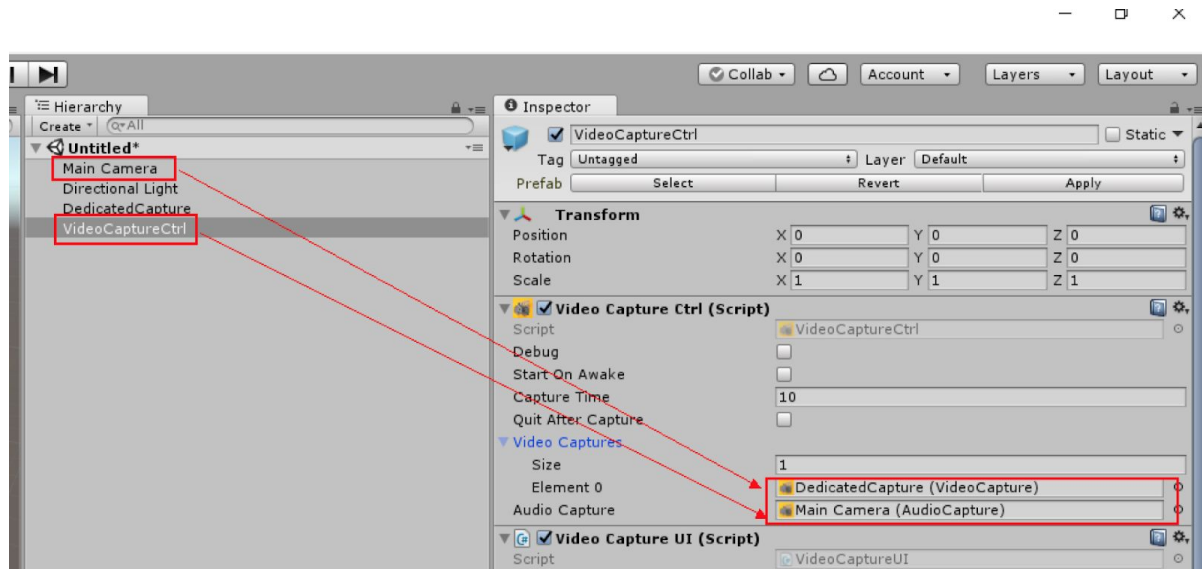 Collab Account Layers Layout
Hierarchy
Create All
Untitled*
Main Camera
Directional Light
DedicatedCapture
VideoCaptureCtrl
Inspector
VideoCaptureCtrl Static
Tag Untagged Layer Default
Prefab Select Revert Apply
Transform
Position X 0 Y 0 Z 0
Rotation X 0 Y 0 Z 0
Scale X 1 Y 1 Z 1
Video Capture Ctrl (Script)
Script VideoCaptureCtrl
Debug
Start On Awake
Capture Time 10
Quit After Capture
Video Captures
Size 1
Element 0 DedicatedCapture (VideoCapture)
Audio Capture Main Camera (AudioCapture)
Video Capture UI (Script)
Script VideoCaptureUI